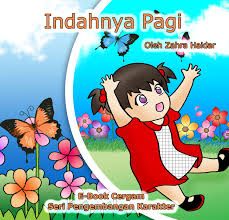 Indahnya Pagi
Oleh Zahra Haidar
E-Book Cergam
Seri Pengembangan Karakter